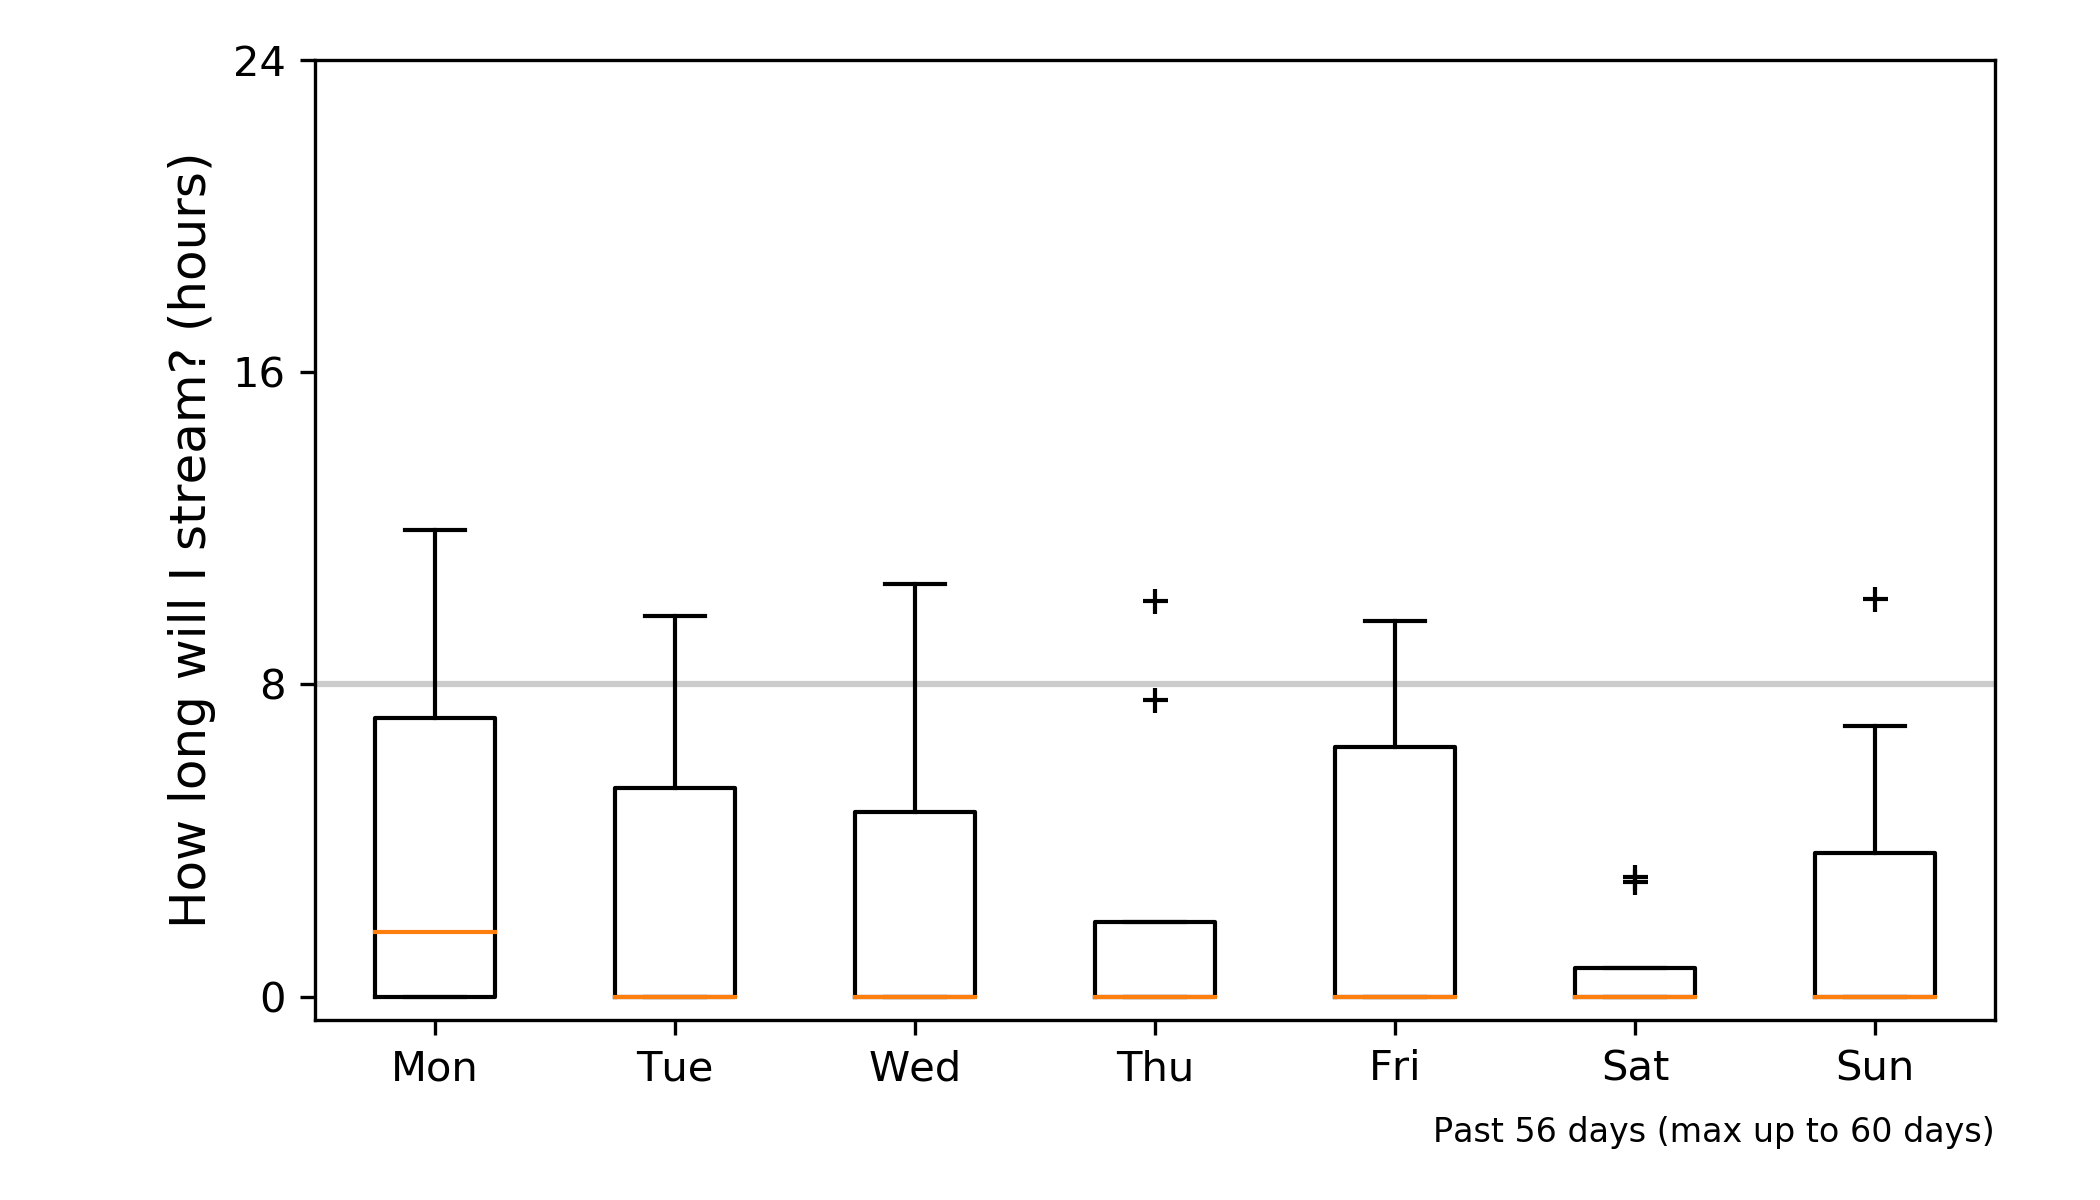 How long will I stream? (hours)
24
16
8
0
Mon Tue Wed Thu Fri Sat Sun
Past 56 days (max up to 60 days)